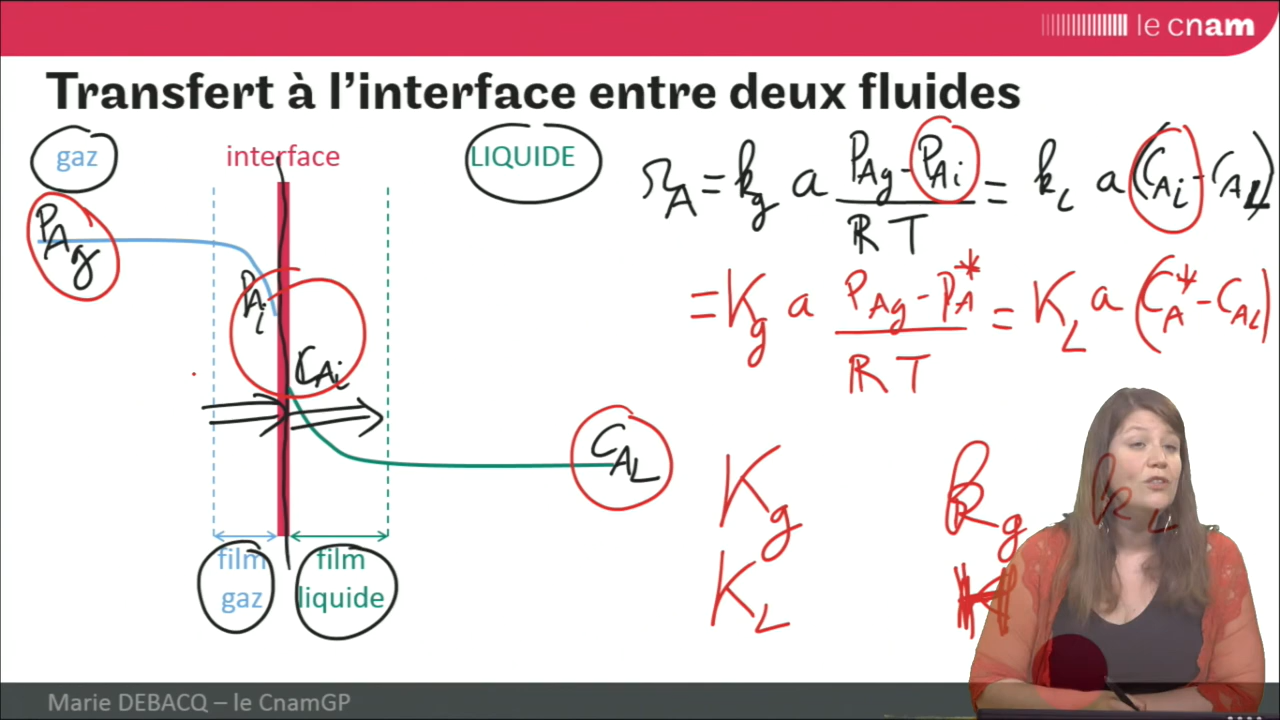 le cnam
Transfert à l'interface entre deux fluides
gaz
interface
LIQUIDE
P_Ag
P_Ai
C_Ai
C_AL
film
gaz
film
liquide
r_A = k_g a (P_Ag - P_Ai) / RT = k_L a (C_Ai - C_AL)
= K_g a (P_Ag - P_A*) / RT = K_L a (C_A* - C_AL)
K_g k_g k_L
K_L
Marie DEBACQ – le CnamGP